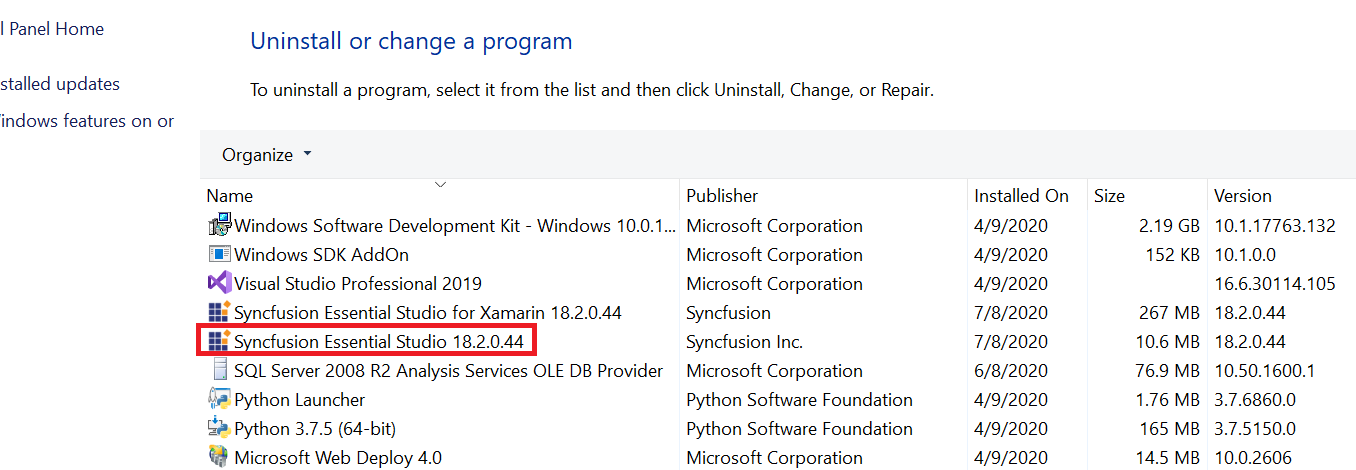 l Panel Home
Uninstall or change a program
stalled updates
To uninstall a program, select it from the list and then click Uninstall, Change, or Repair.
indows features on or
Organize
Name Publisher Installed On Size Version
Windows Software Development Kit - Windows 10.0.1... Microsoft Corporation 4/9/2020 2.19 GB 10.1.17763.132
Windows SDK AddOn Microsoft Corporation 4/9/2020 152 KB 10.1.0.0
Visual Studio Professional 2019 Microsoft Corporation 4/9/2020 16.6.30114.105
Syncfusion Essential Studio for Xamarin 18.2.0.44 Syncfusion 7/8/2020 267 MB 18.2.0.44
Syncfusion Essential Studio 18.2.0.44 Syncfusion Inc. 7/8/2020 10.6 MB 18.2.0.44
SQL Server 2008 R2 Analysis Services OLE DB Provider Microsoft Corporation 6/8/2020 76.9 MB 10.50.1600.1
Python Launcher Python Software Foundation 4/9/2020 1.76 MB 3.7.6860.0
Python 3.7.5 (64-bit) Python Software Foundation 4/9/2020 165 MB 3.7.5150.0
Microsoft Web Deploy 4.0 Microsoft Corporation 4/9/2020 14.5 MB 10.0.2606